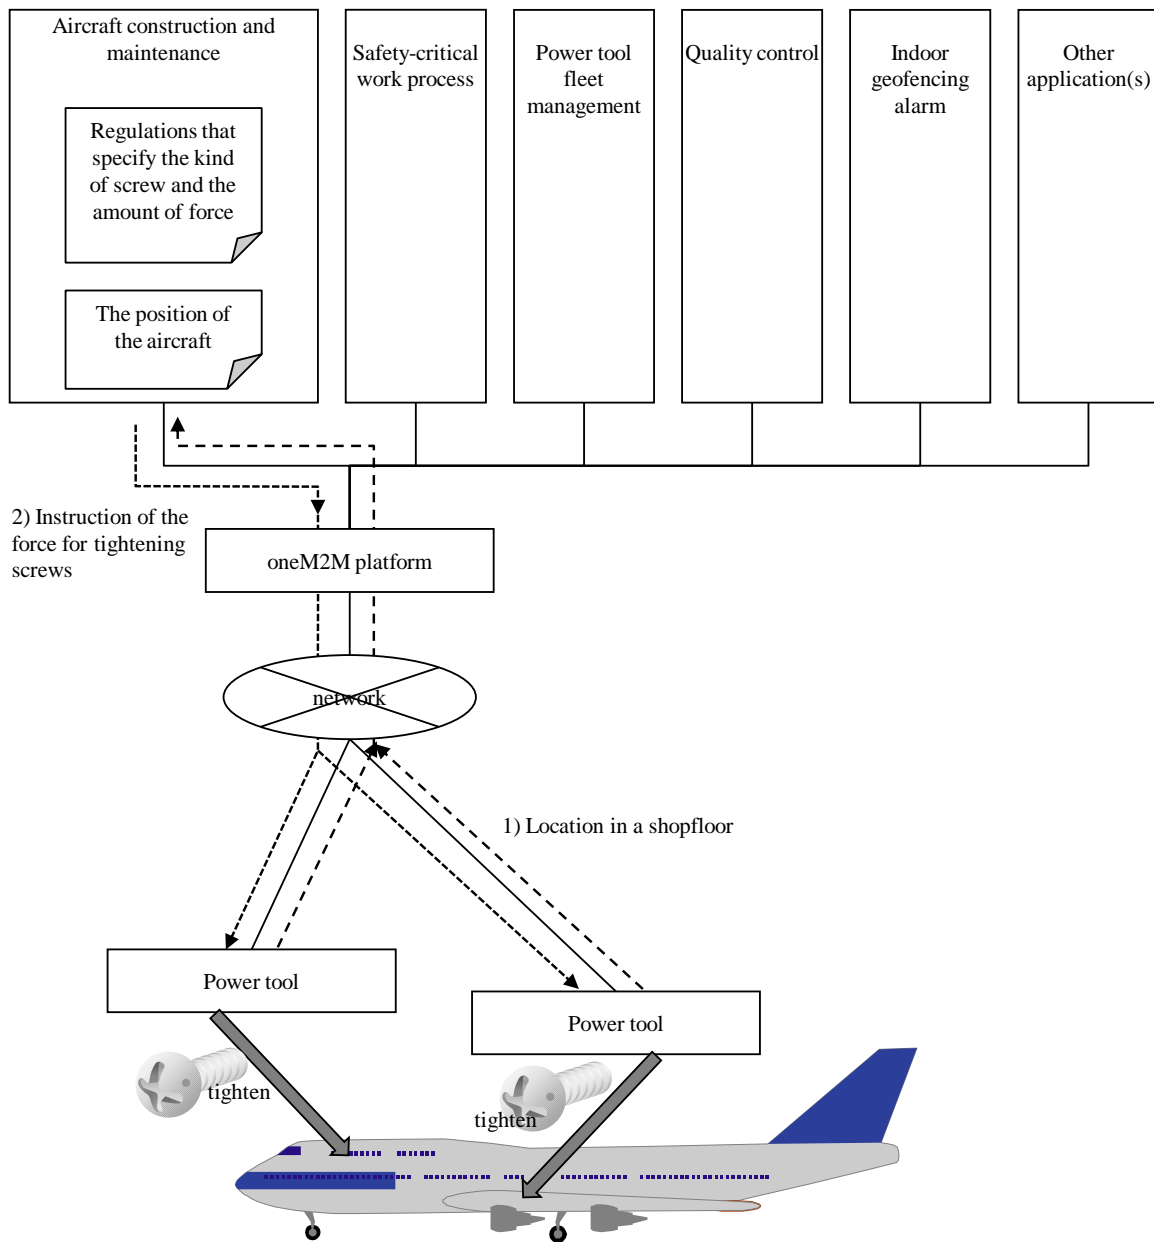 Aircraft construction and
maintenance
Regulations that
specify the kind
of screw and the
amount of force
The position of
the aircraft
Safety-critical
work process
Power tool
fleet
management
Quality control
Indoor
geofencing
alarm
Other
application(s)
2) Instruction of the
force for tightening
screws
oneM2M platform
network
1) Location in a shopfloor
Power tool
Power tool
tighten
tighten